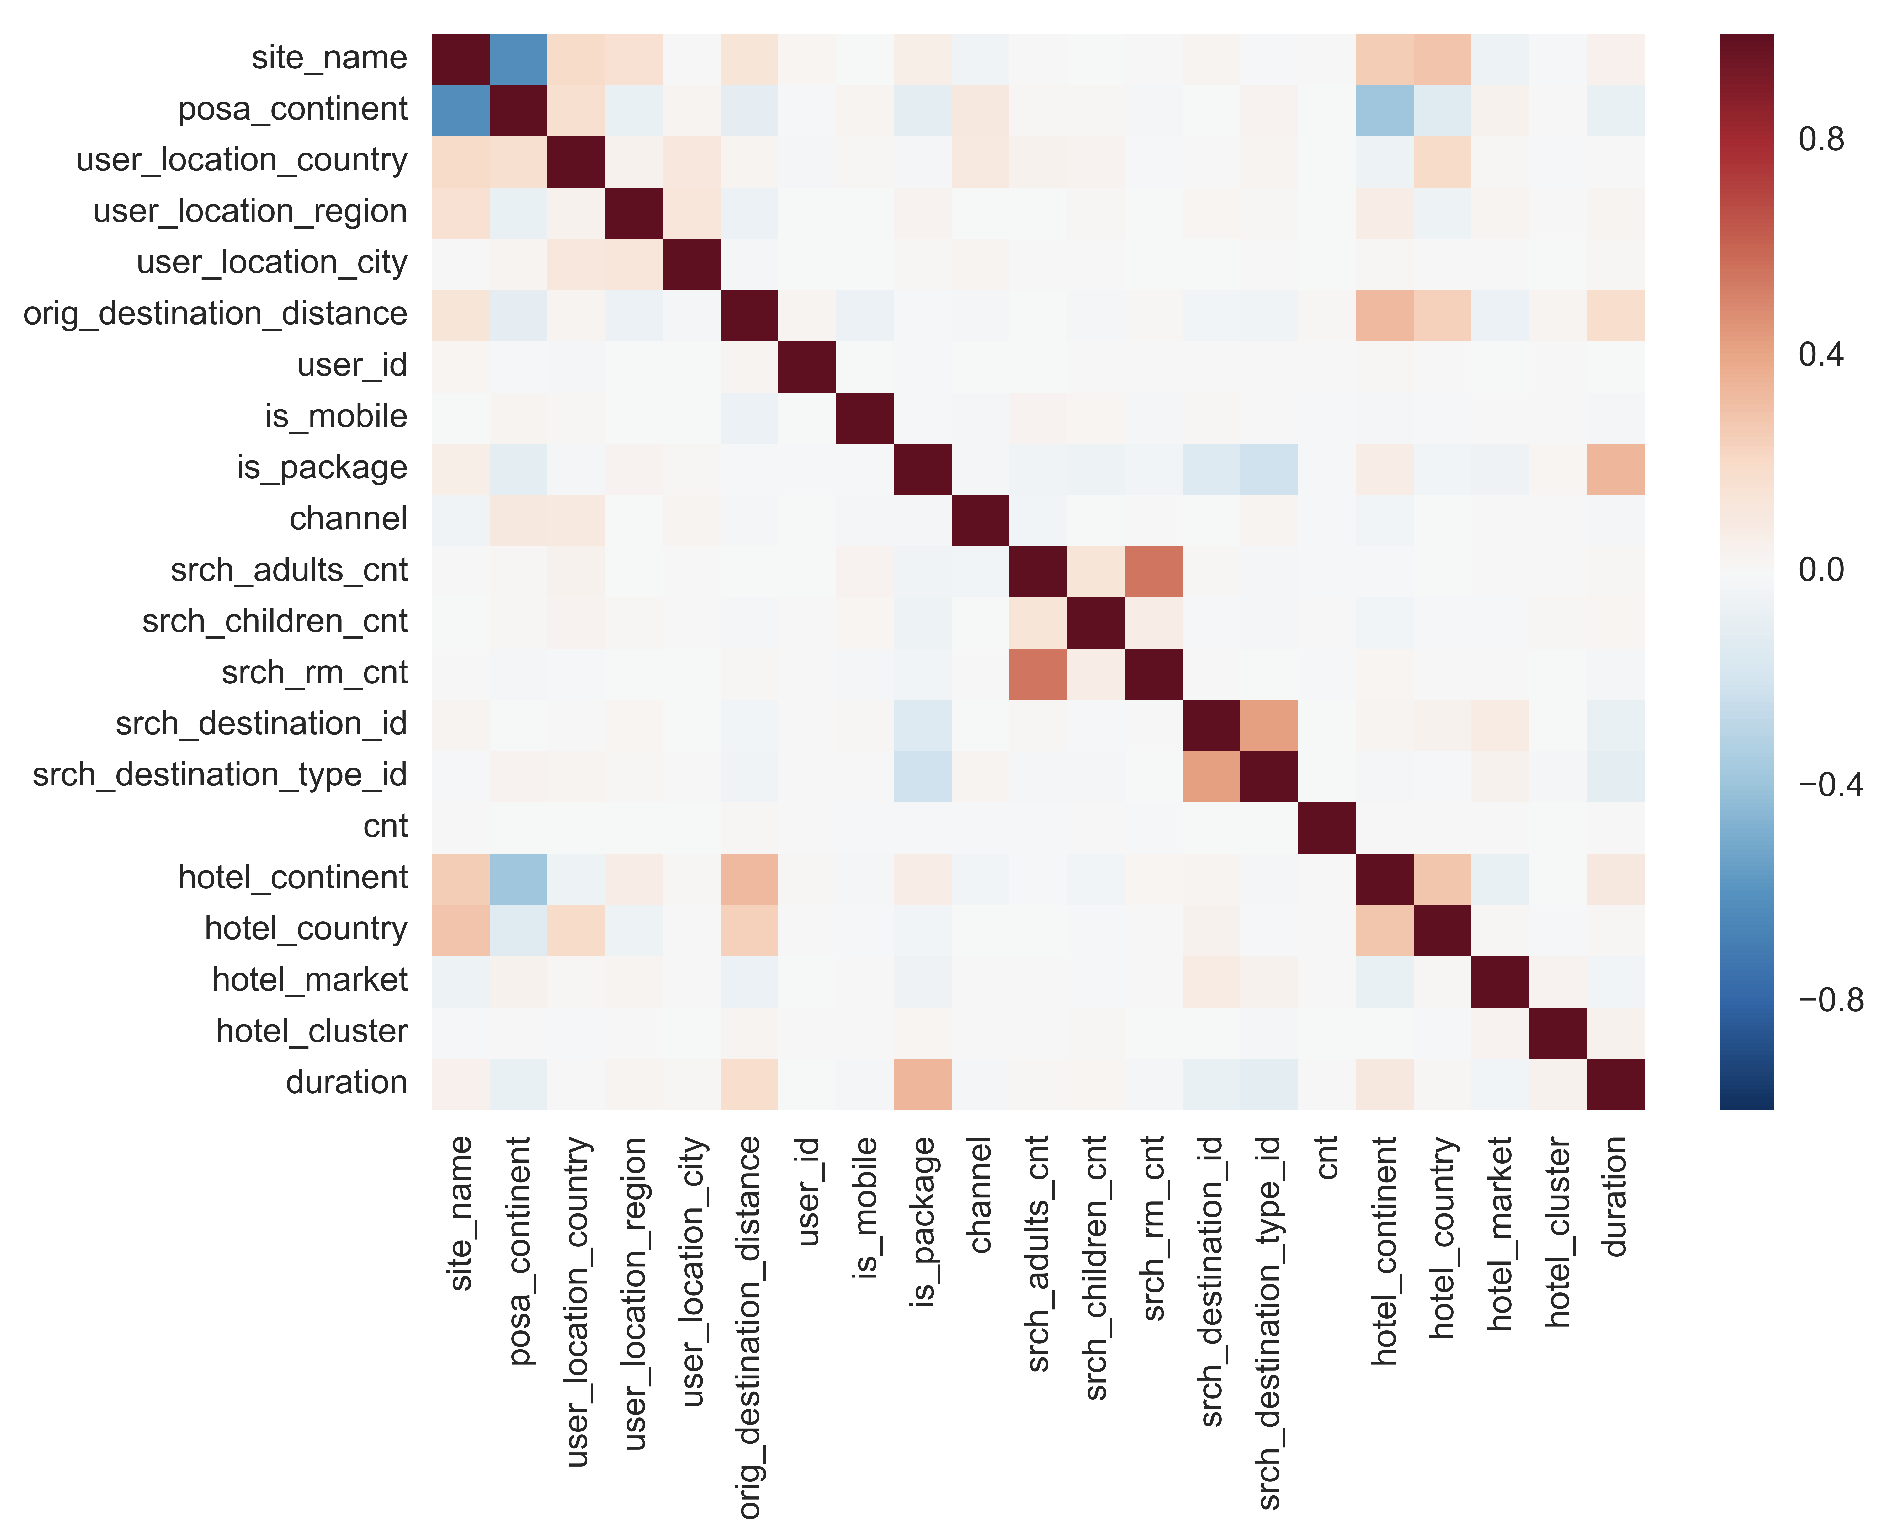 site_name
posa_continent
user_location_country
user_location_region
user_location_city
orig_destination_distance
user_id
is_mobile
is_package
channel
srch_adults_cnt
srch_children_cnt
srch_rm_cnt
srch_destination_id
srch_destination_type_id
cnt
hotel_continent
hotel_country
hotel_market
hotel_cluster
duration
site_name
posa_continent
user_location_country
user_location_region
user_location_city
orig_destination_distance
user_id
is_mobile
is_package
channel
srch_adults_cnt
srch_children_cnt
srch_rm_cnt
srch_destination_id
srch_destination_type_id
cnt
hotel_continent
hotel_country
hotel_market
hotel_cluster
duration
0.8
0.4
0.0
−0.4
−0.8